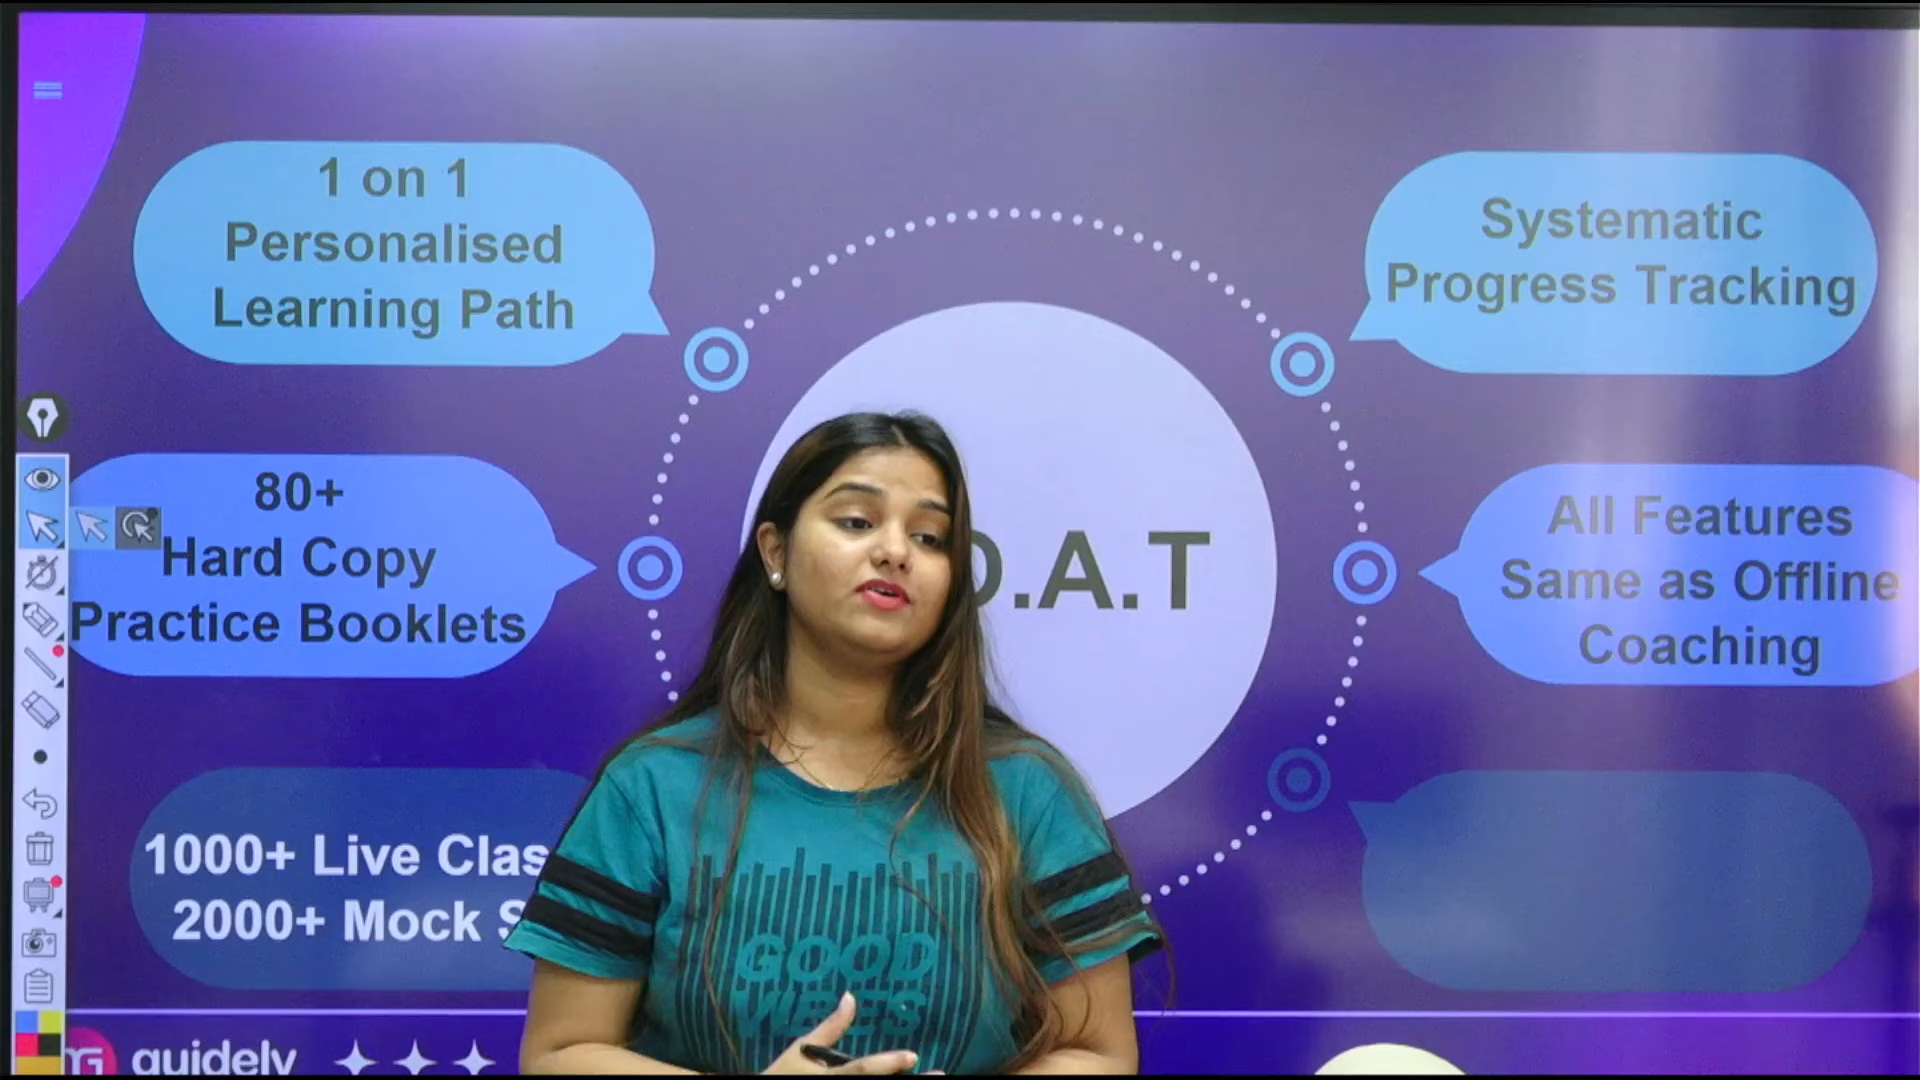 1 on 1
Personalised
Learning Path
Systematic
Progress Tracking
80+
Hard Copy
Practice Booklets
.A.T
All Features
Same as Offline
Coaching
1000+ Live
2000+ Mock
GOOD
VIBES
guidely